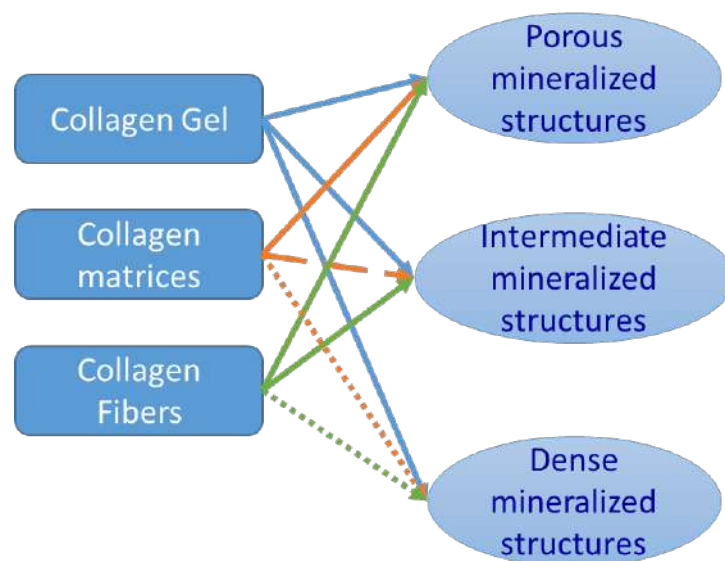 Collagen Gel
Collagen
matrices
Collagen
Fibers
Porous
mineralized
structures
Intermediate
mineralized
structures
Dense
mineralized
structures